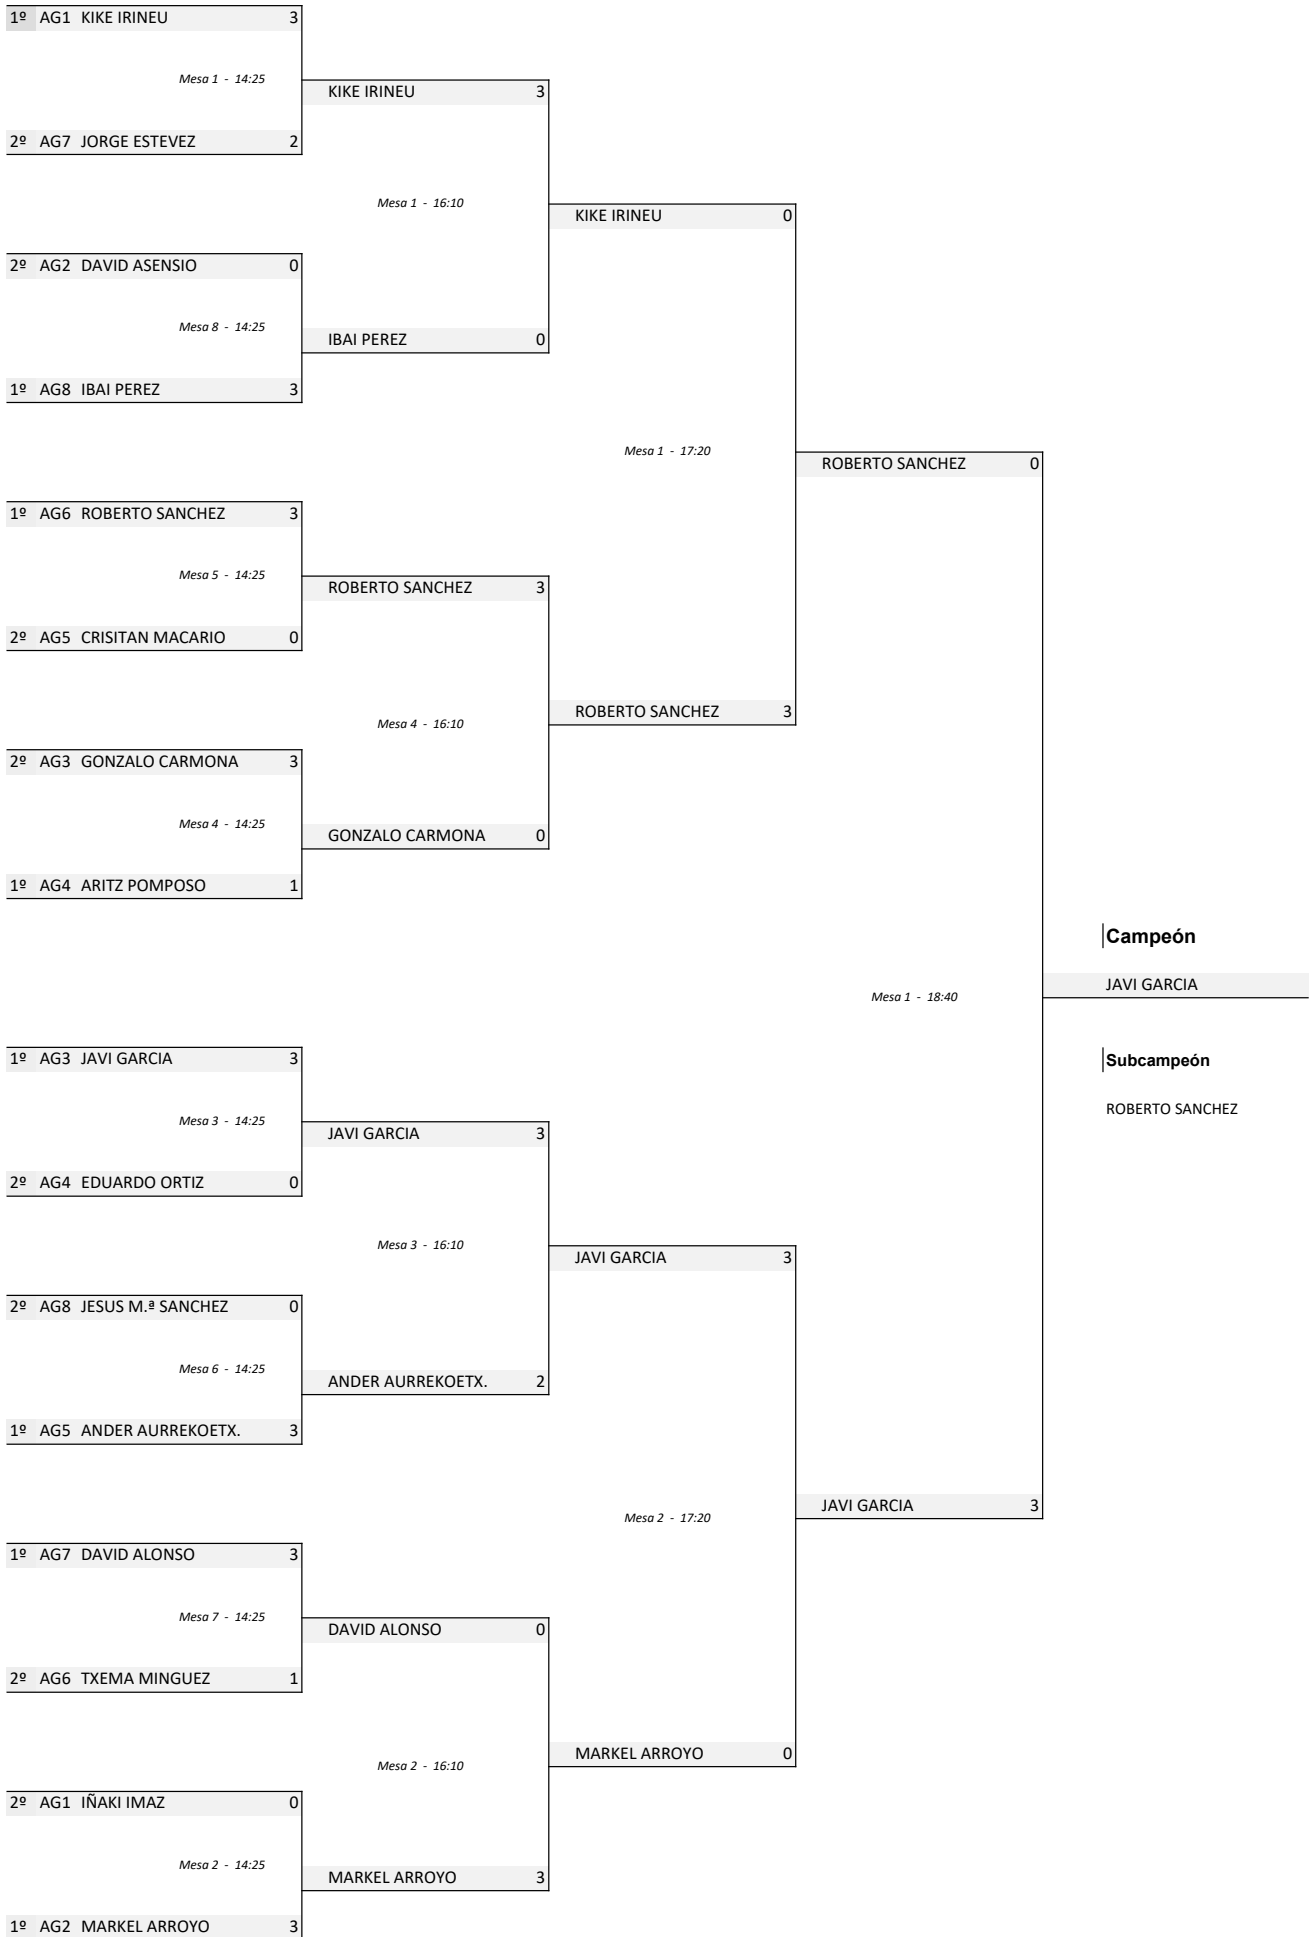 1º AG1 KIKE IRINEU 3
Mesa 1 - 14:25
KIKE IRINEU 3
2º AG7 JORGE ESTEVEZ 2
Mesa 1 - 16:10
KIKE IRINEU 0
2º AG2 DAVID ASENSIO 0
Mesa 8 - 14:25
IBAI PEREZ 0
1º AG8 IBAI PEREZ 3
Mesa 1 - 17:20
ROBERTO SANCHEZ 0
1º AG6 ROBERTO SANCHEZ 3
Mesa 5 - 14:25
ROBERTO SANCHEZ 3
2º AG5 CRISITAN MACARIO 0
ROBERTO SANCHEZ 3
Mesa 4 - 16:10
2º AG3 GONZALO CARMONA 3
Mesa 4 - 14:25
GONZALO CARMONA 0
1º AG4 ARITZ POMPOSO 1
Campeón
JAVI GARCIA
Mesa 1 - 18:40
1º AG3 JAVI GARCIA 3
Subcampeón
ROBERTO SANCHEZ
Mesa 3 - 14:25
JAVI GARCIA 3
2º AG4 EDUARDO ORTIZ 0
Mesa 3 - 16:10
JAVI GARCIA 3
2º AG8 JESUS M.ª SANCHEZ 0
Mesa 6 - 14:25
ANDER AURREKOETX. 2
1º AG5 ANDER AURREKOETX. 3
JAVI GARCIA 3
Mesa 2 - 17:20
1º AG7 DAVID ALONSO 3
Mesa 7 - 14:25
DAVID ALONSO 0
2º AG6 TXEMA MINGUEZ 1
MARKEL ARROYO 0
Mesa 2 - 16:10
2º AG1 IÑAKI IMAZ 0
Mesa 2 - 14:25
MARKEL ARROYO 3
1º AG2 MARKEL ARROYO 3